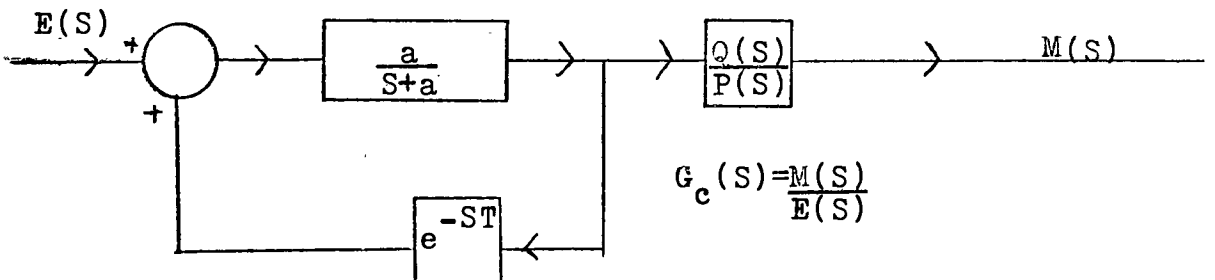 E(S)
+
a
S+a
Q(S)
P(S)
M(S)
+
e^-ST
G_c(S)=M(S)
E(S)